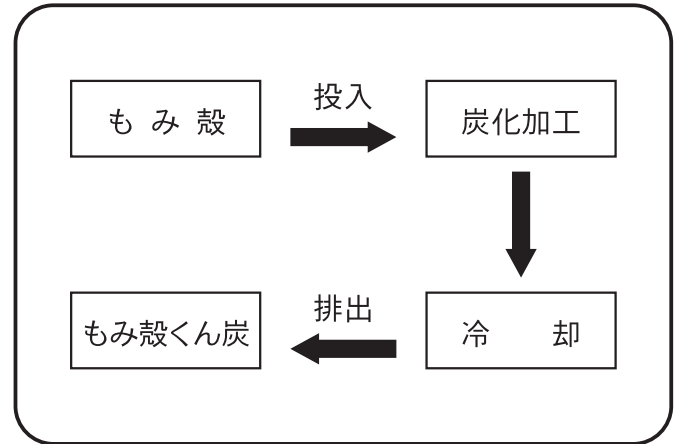 もみ殻
投入
炭化加工
冷却
排出
もみ殻くん炭